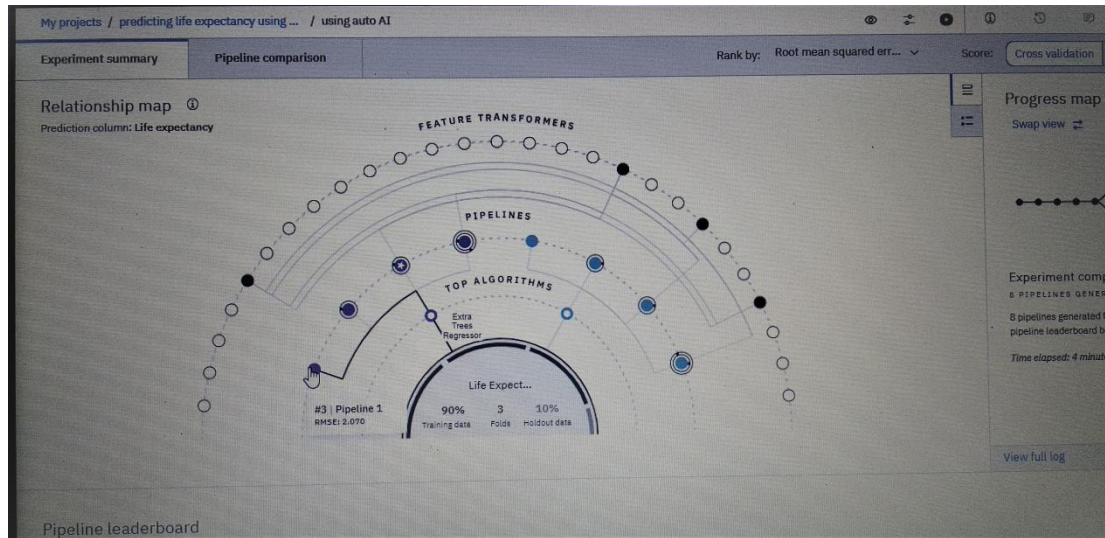 My projects / predicting life expectancy using ... / using auto AI
Experiment summary
Pipeline comparison
Rank by: Root mean squared err...
Score: Cross validation
Relationship map
Prediction column: Life expectancy
FEATURE TRANSFORMERS
PIPELINES
TOP ALGORITHMS
Extra
Trees
Regressor
Life Expect...
90% 3 10%
Training data Folds Holdout data
#3 | Pipeline 1
RMSE: 2.070
Progress map
Swap view
Experiment comp
8 PIPELINES GENER
8 pipelines generated
pipeline leaderboard b
Time elapsed: 4 minut
View full log
Pipeline leaderboard